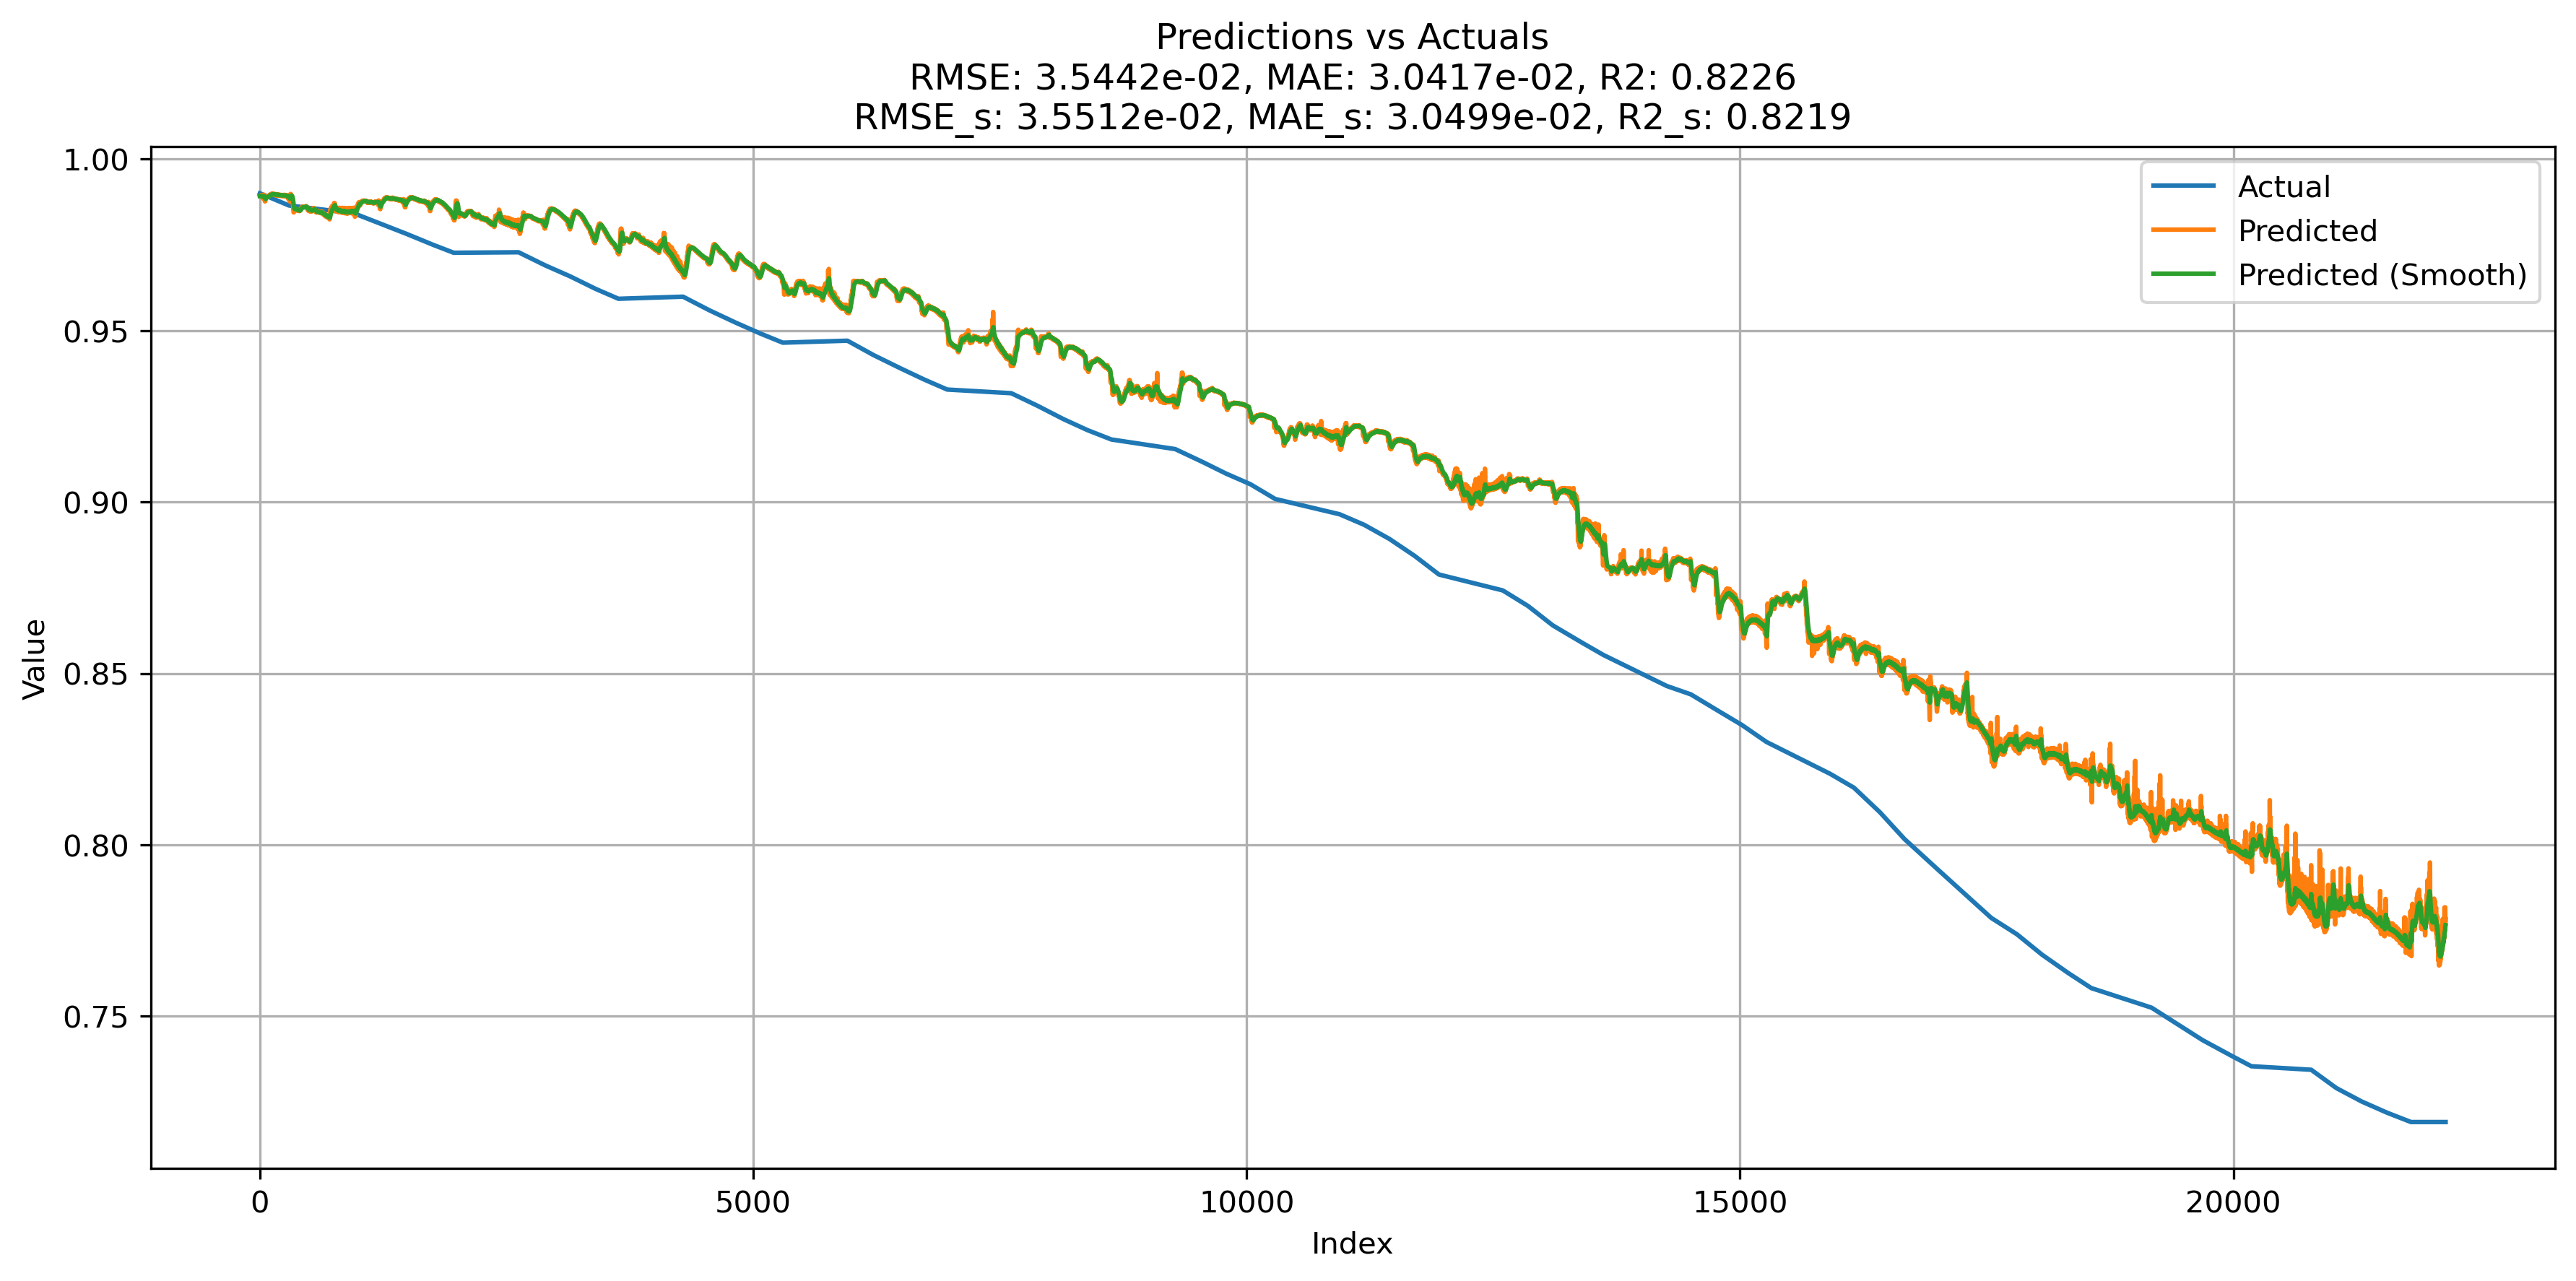 Predictions vs Actuals
RMSE: 3.5442e-02, MAE: 3.0417e-02, R2: 0.8226
RMSE_s: 3.5512e-02, MAE_s: 3.0499e-02, R2_s: 0.8219
Actual
Predicted
Predicted (Smooth)
1.00
0.95
0.90
0.85
0.80
0.75
Value
0 5000 10000 15000 20000
Index